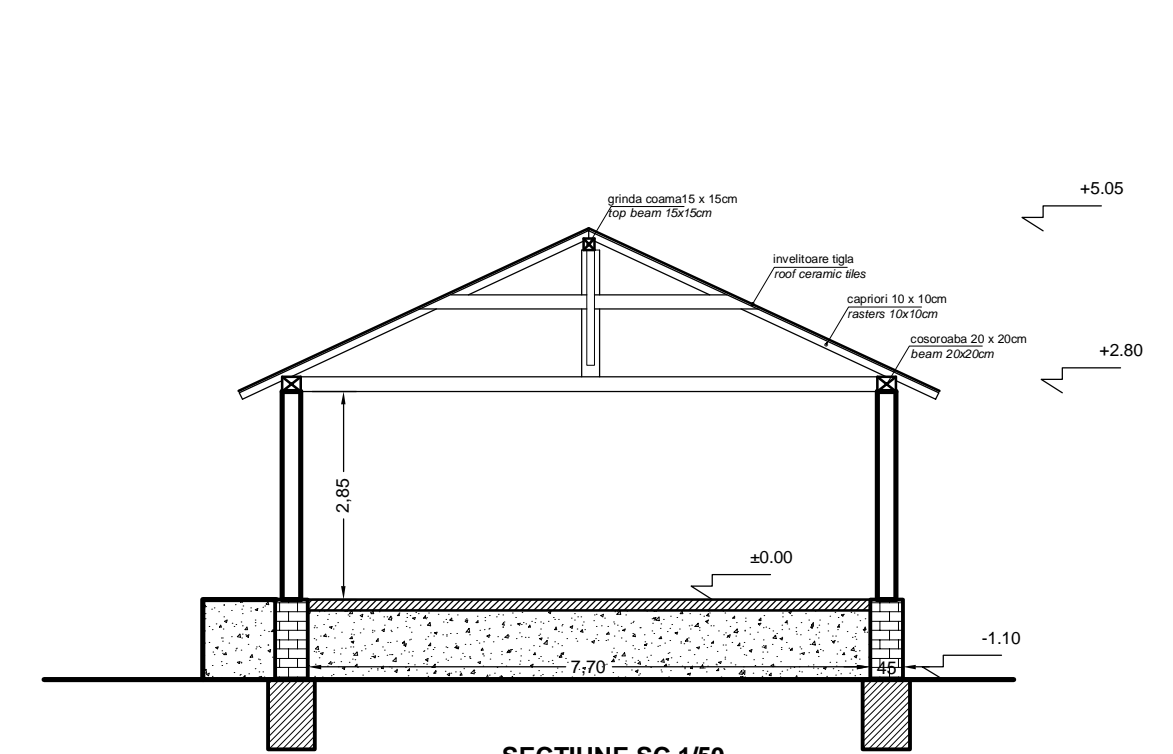 +5.05
grinda coama15 x 15cm
top beam 15x15cm
invelitoare tigla
roof ceramic tiles
capriori 10 x 10cm
rasters 10x10cm
cosoroaba 20 x 20cm
beam 20x20cm
+2.80
2,85
±0.00
-1.10
7,70
45
SECTIUNE SC 1/50